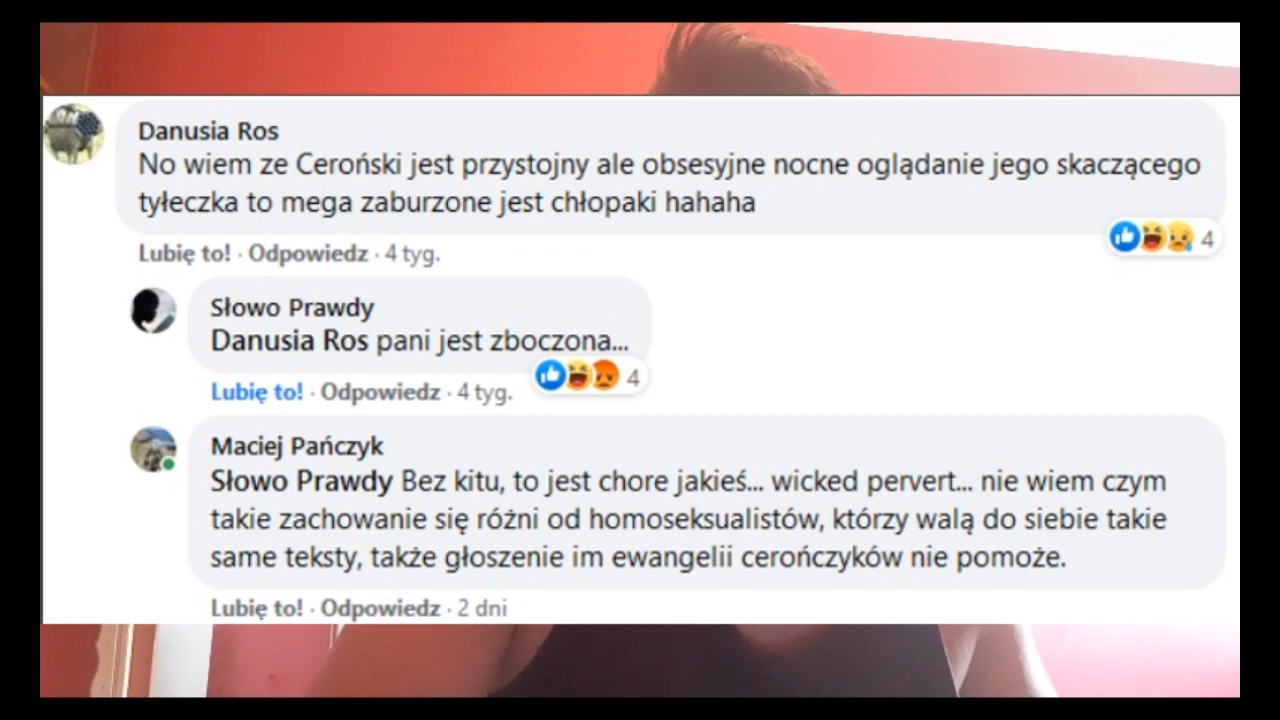 Danusia Ros
No wiem ze Ceroński jest przystojny ale obsesyjne nocne oglądanie jego skaczącego
tyłeczka to mega zaburzone jest chłopaki hahaha
4
Lubię to! · Odpowiedz · 4 tyg.
Słowo Prawdy
Danusia Ros pani jest zboczona...
4
Lubię to! · Odpowiedz · 4 tyg.
Maciej Pańczyk
Słowo Prawdy Bez kitu, to jest chore jakieś... wicked pervert... nie wiem czym
takie zachowanie się różni od homoseksualistów, którzy walą do siebie takie
same teksty, także głoszenie im ewangelii cerończyków nie pomoże.
Lubię to! · Odpowiedz · 2 dni